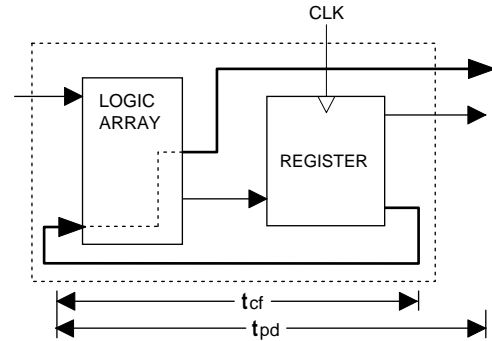 CLK
LOGIC
ARRAY
REGISTER
tcf
tpd